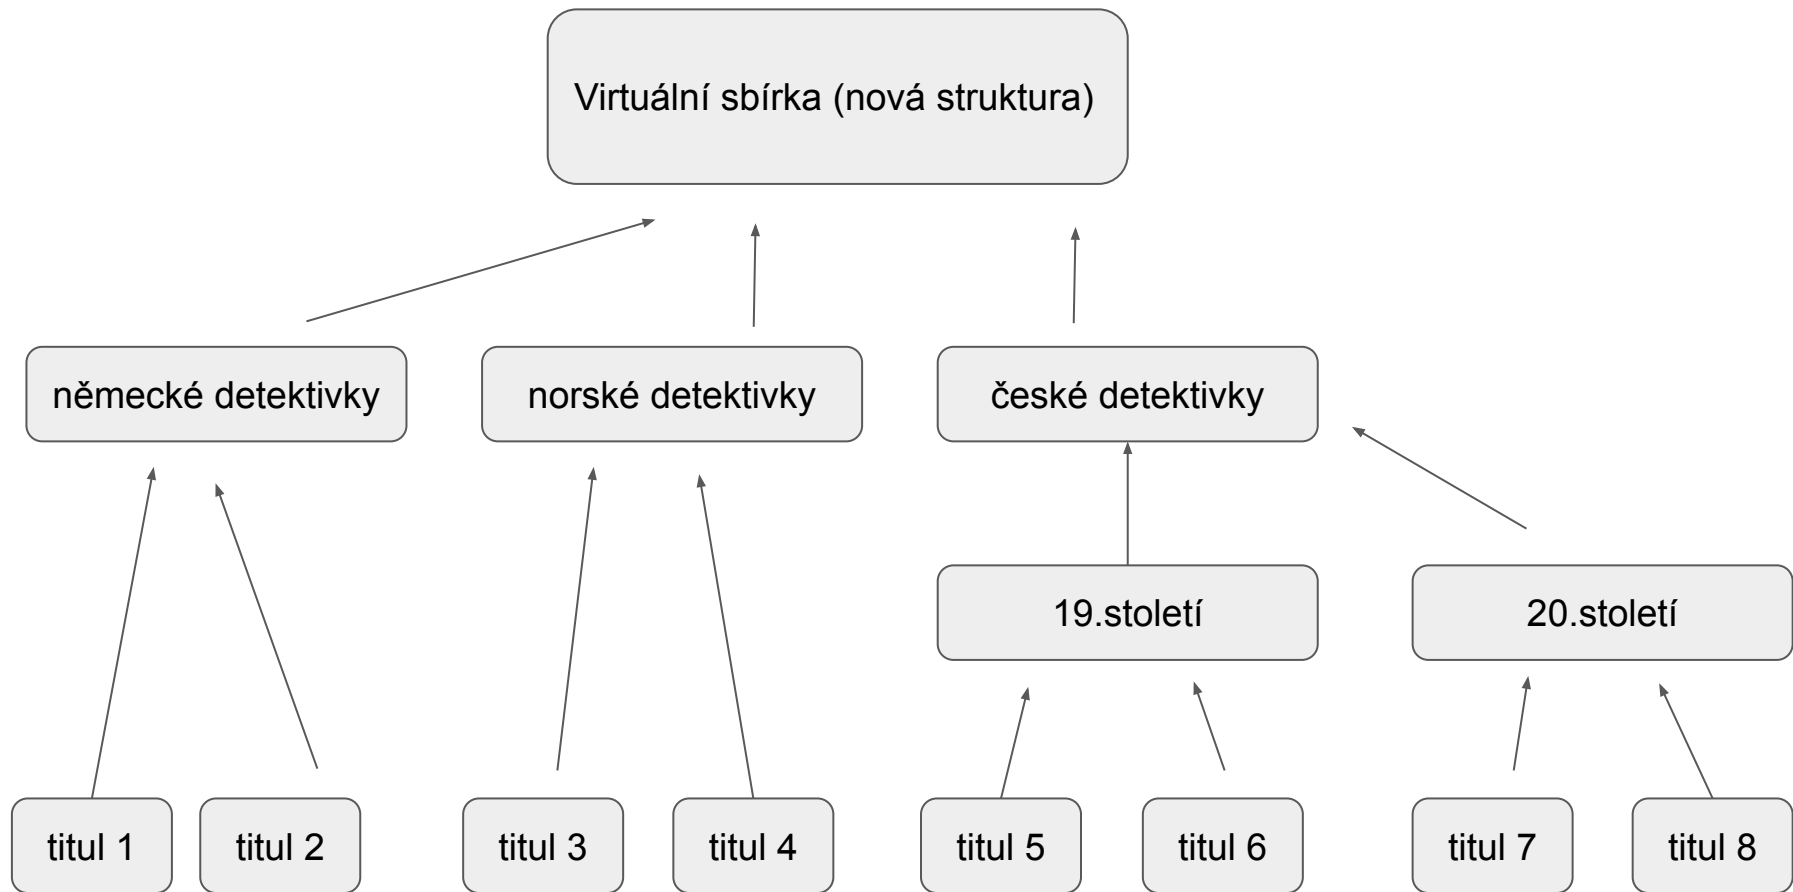 Virtuální sbírka (nová struktura)
německé detektivky
norské detektivky
české detektivky
19.století
20.století
titul 1
titul 2
titul 3
titul 4
titul 5
titul 6
titul 7
titul 8